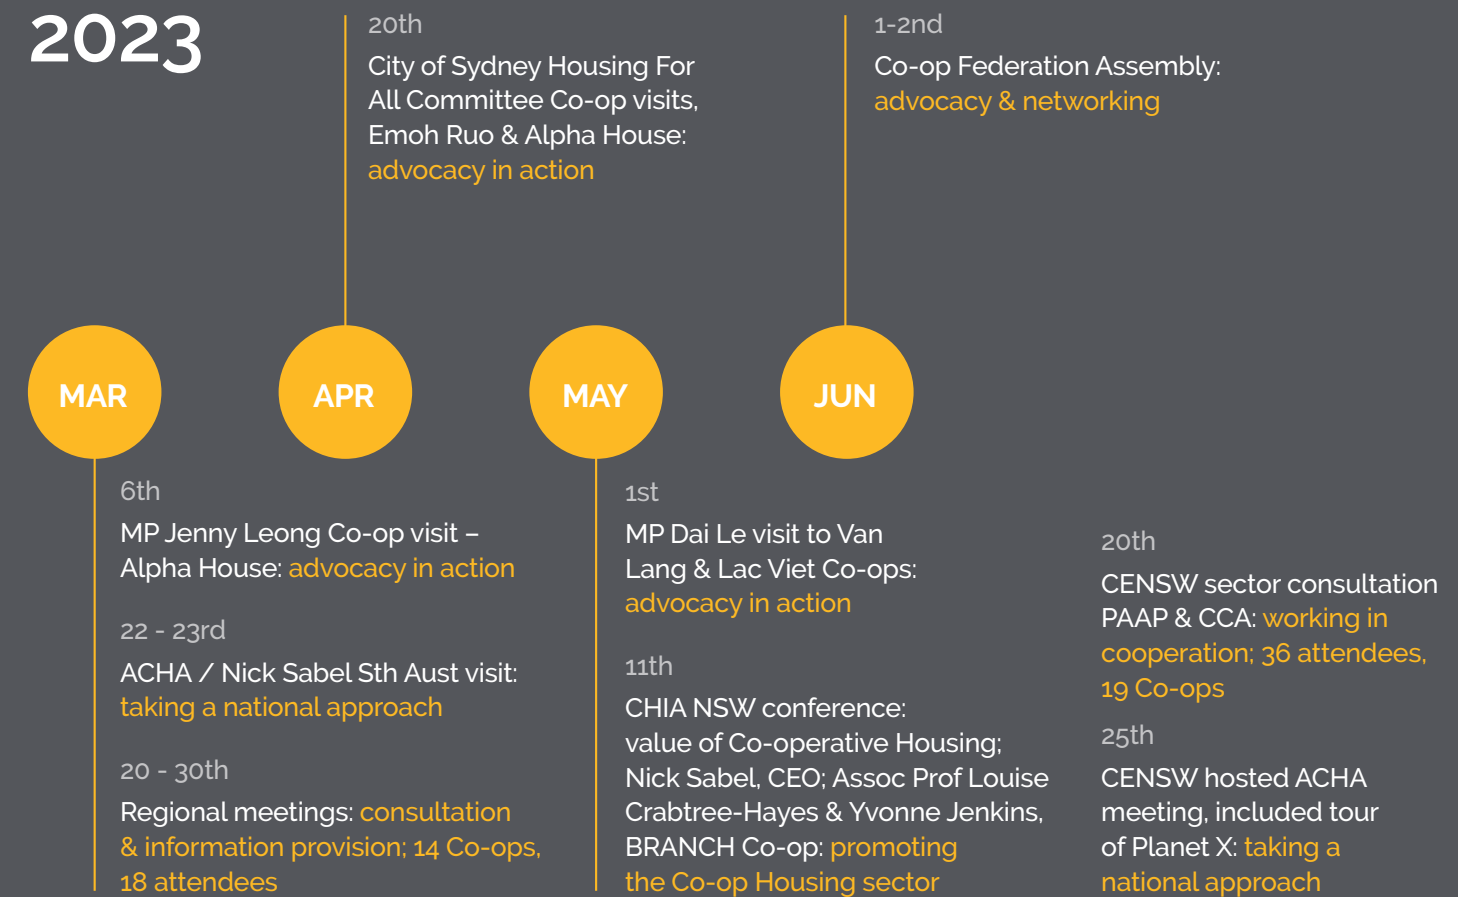 2023
20th
City of Sydney Housing For
All Committee Co-op visits,
Emoh Ruo & Alpha House:
advocacy in action
1-2nd
Co-op Federation Assembly:
advocacy & networking
MAR
APR
MAY
JUN
6th
MP Jenny Leong Co-op visit –
Alpha House: advocacy in action
22 - 23rd
ACHA / Nick Sabel Sth Aust visit:
taking a national approach
20 - 30th
Regional meetings: consultation
& information provision; 14 Co-ops,
18 attendees
1st
MP Dai Le visit to Van
Lang & Lac Viet Co-ops:
advocacy in action
11th
CHIA NSW conference:
value of Co-operative Housing;
Nick Sabel, CEO; Assoc Prof Louise
Crabtree-Hayes & Yvonne Jenkins,
BRANCH Co-op: promoting
the Co-op Housing sector
20th
CENSW sector consultation
PAAP & CCA: working in
cooperation; 36 attendees,
19 Co-ops
25th
CENSW hosted ACHA
meeting, included tour
of Planet X: taking a
national approach